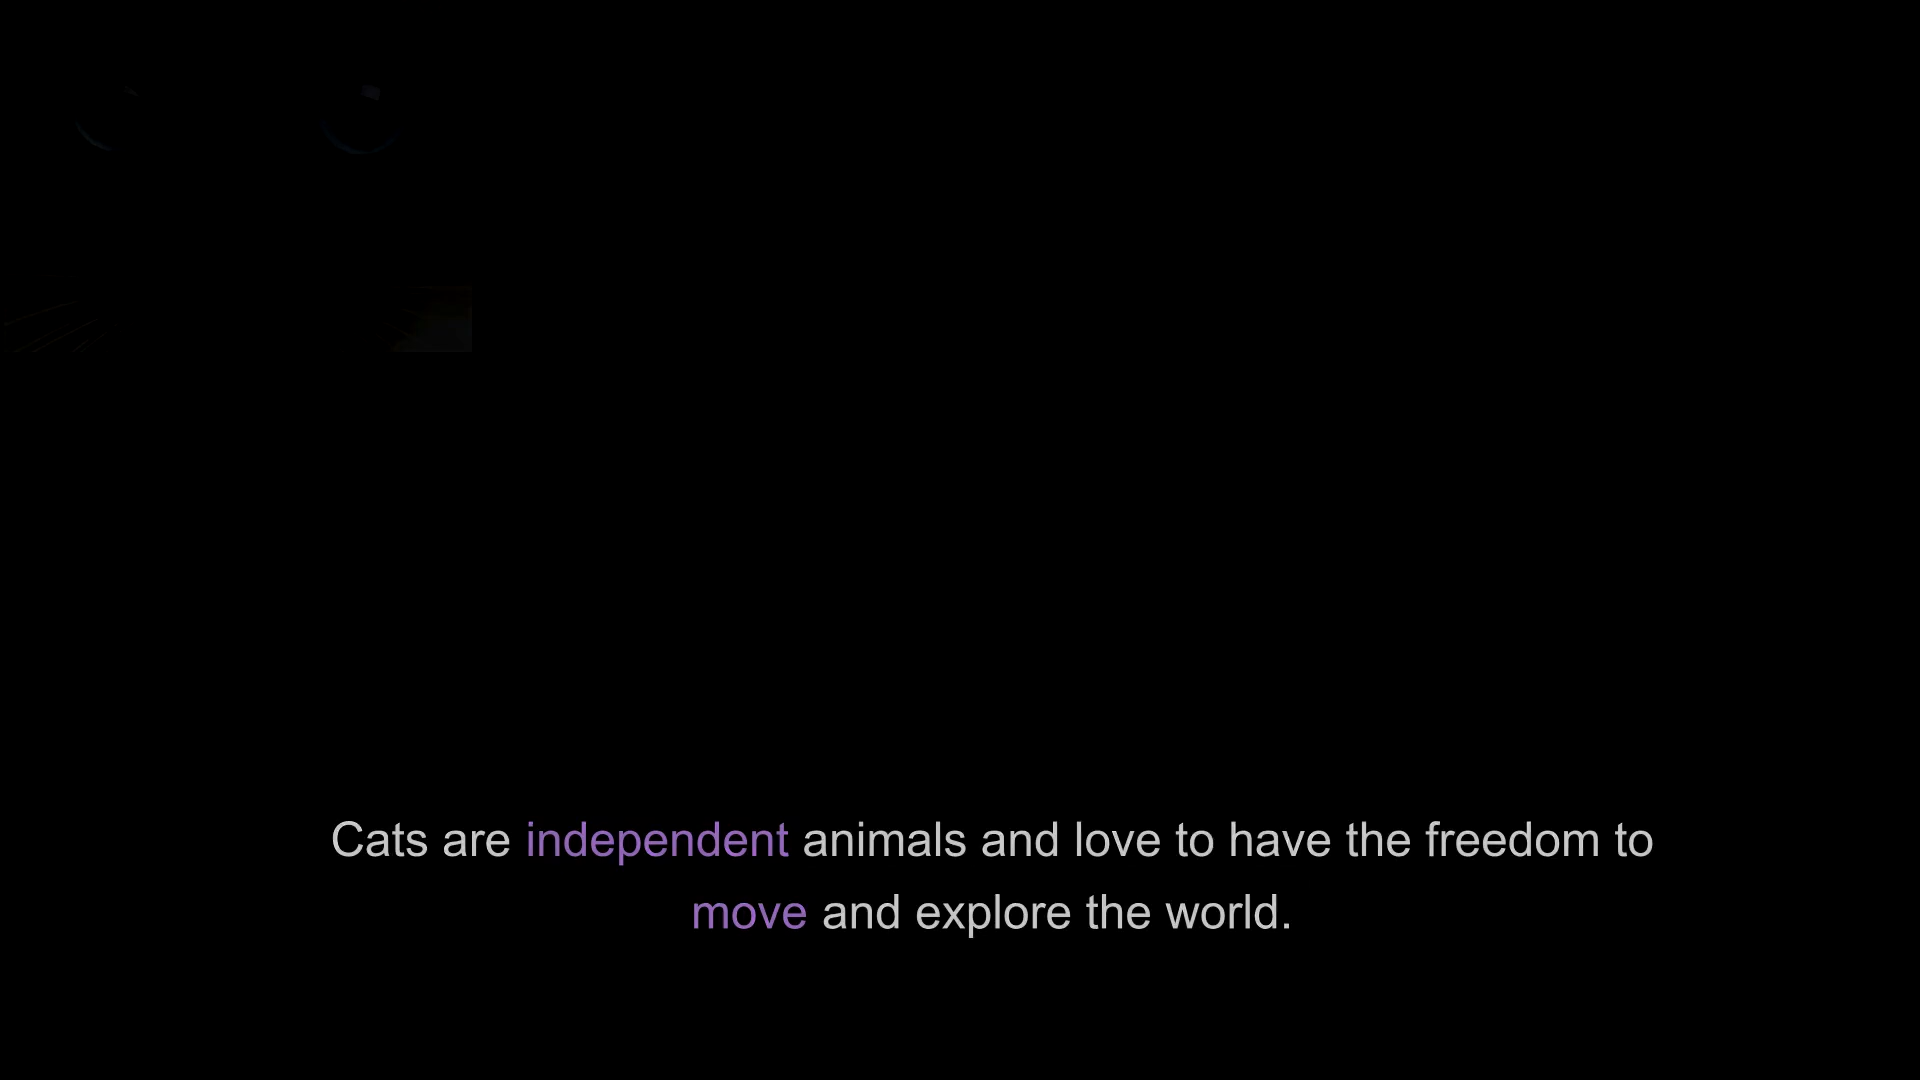 Cats are independent animals and love to have the freedom to
move and explore the world.